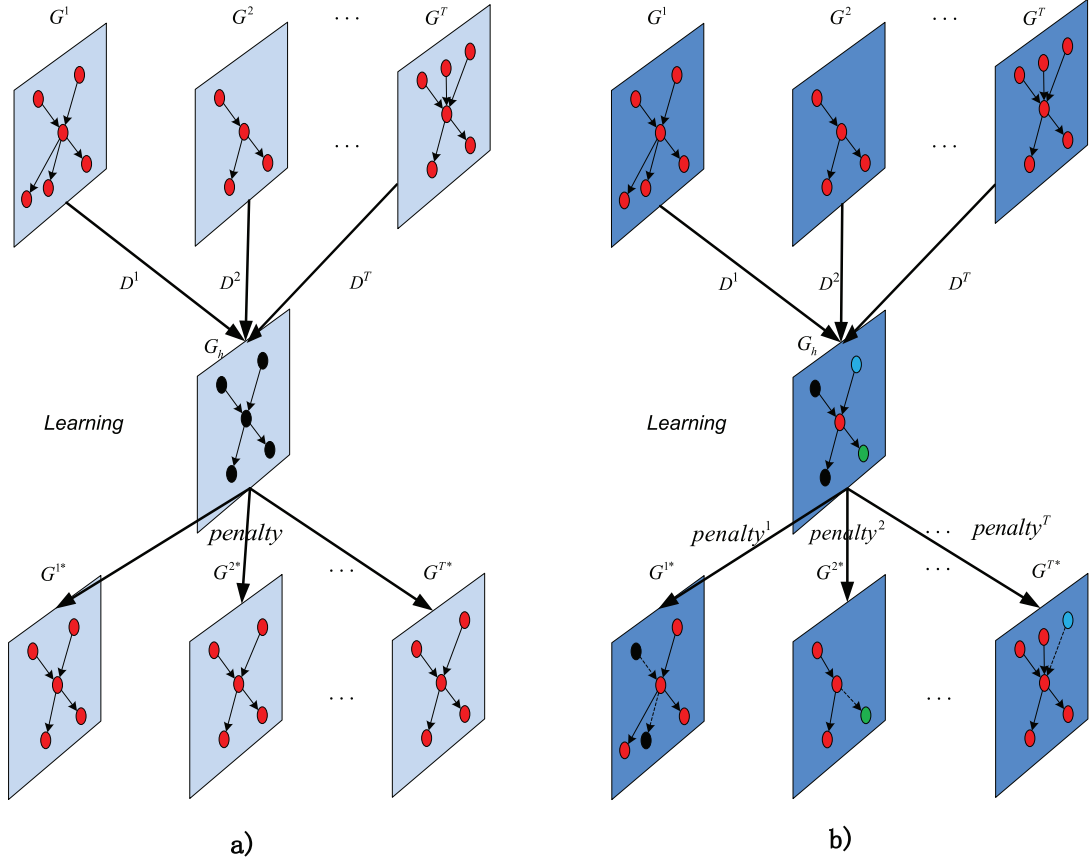 G^1 G^2 ... G^T
...
D^1 D^2 D^T
G_h
Learning
penalty
G^1* G^2* ... G^T*
...
a)
G^1 G^2 ... G^T
...
D^1 D^2 D^T
G_h
Learning
penalty^1 penalty^2 ... penalty^T
G^1* G^2* ... G^T*
...
b)